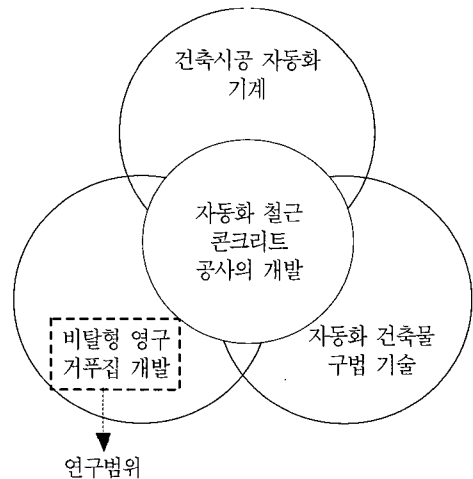 건축시공 자동화
기계
자동화 철근
콘크리트
공사의 개발
비탈형 영구
거푸집 개발
자동화 건축물
구법 기술
연구범위